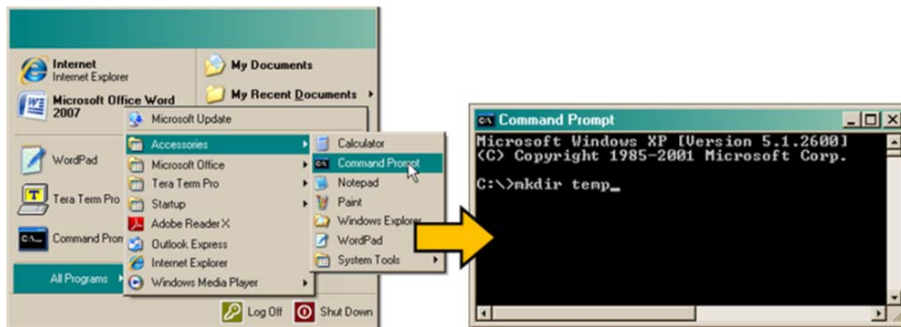 Internet
Internet Explorer
Microsoft Office Word
2007
WordPad
Tera Term Pro
Command Prom
All Programs
My Documents
My Recent Documents
Microsoft Update
Accessories
Microsoft Office
Tera Term Pro
Startup
Adobe Reader X
Outlook Express
Internet Explorer
Windows Media Player
Calculator
Command Prompt
Notepad
Paint
Windows Explorer
WordPad
System Tools
Log Off
Shut Down
Command Prompt
Microsoft Windows XP [Version 5.1.2600]
(C) Copyright 1985-2001 Microsoft Corp.
C:\>mkdir temp_